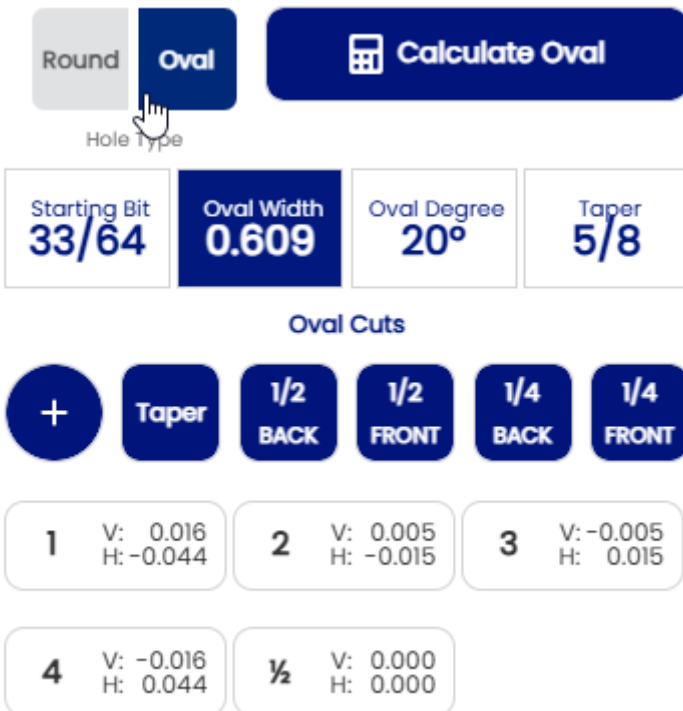 Round Oval Calculate Oval
Hole Type
Starting Bit Oval Width Oval Degree Taper
33/64 0.609 20° 5/8
Oval Cuts
+ Taper 1/2 BACK 1/2 FRONT 1/4 BACK 1/4 FRONT
1 V: 0.016 H: -0.044 2 V: 0.005 H: -0.015 3 V: -0.005 H: 0.015
4 V: -0.016 H: 0.044 ½ V: 0.000 H: 0.000